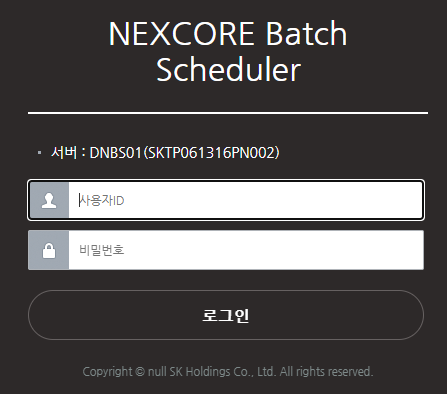 NEXCORE Batch
Scheduler
서버 : DNBS01(SKTP061316PN002)
사용자ID
비밀번호
로그인
Copyright © null SK Holdings Co., Ltd. All rights reserved.